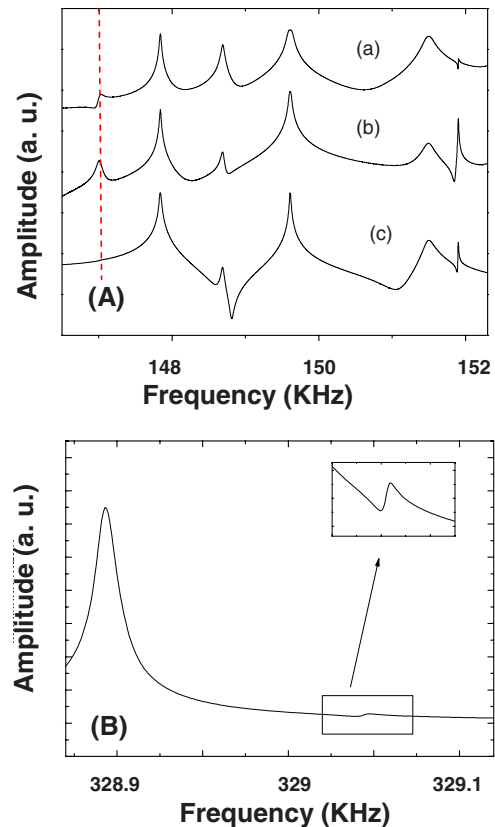 Amplitude (a. u.)
(a)
(b)
(c)
(A)
148
150
152
Frequency (KHz)
Amplitude (a. u.)
(B)
328.9
329
329.1
Frequency (KHz)